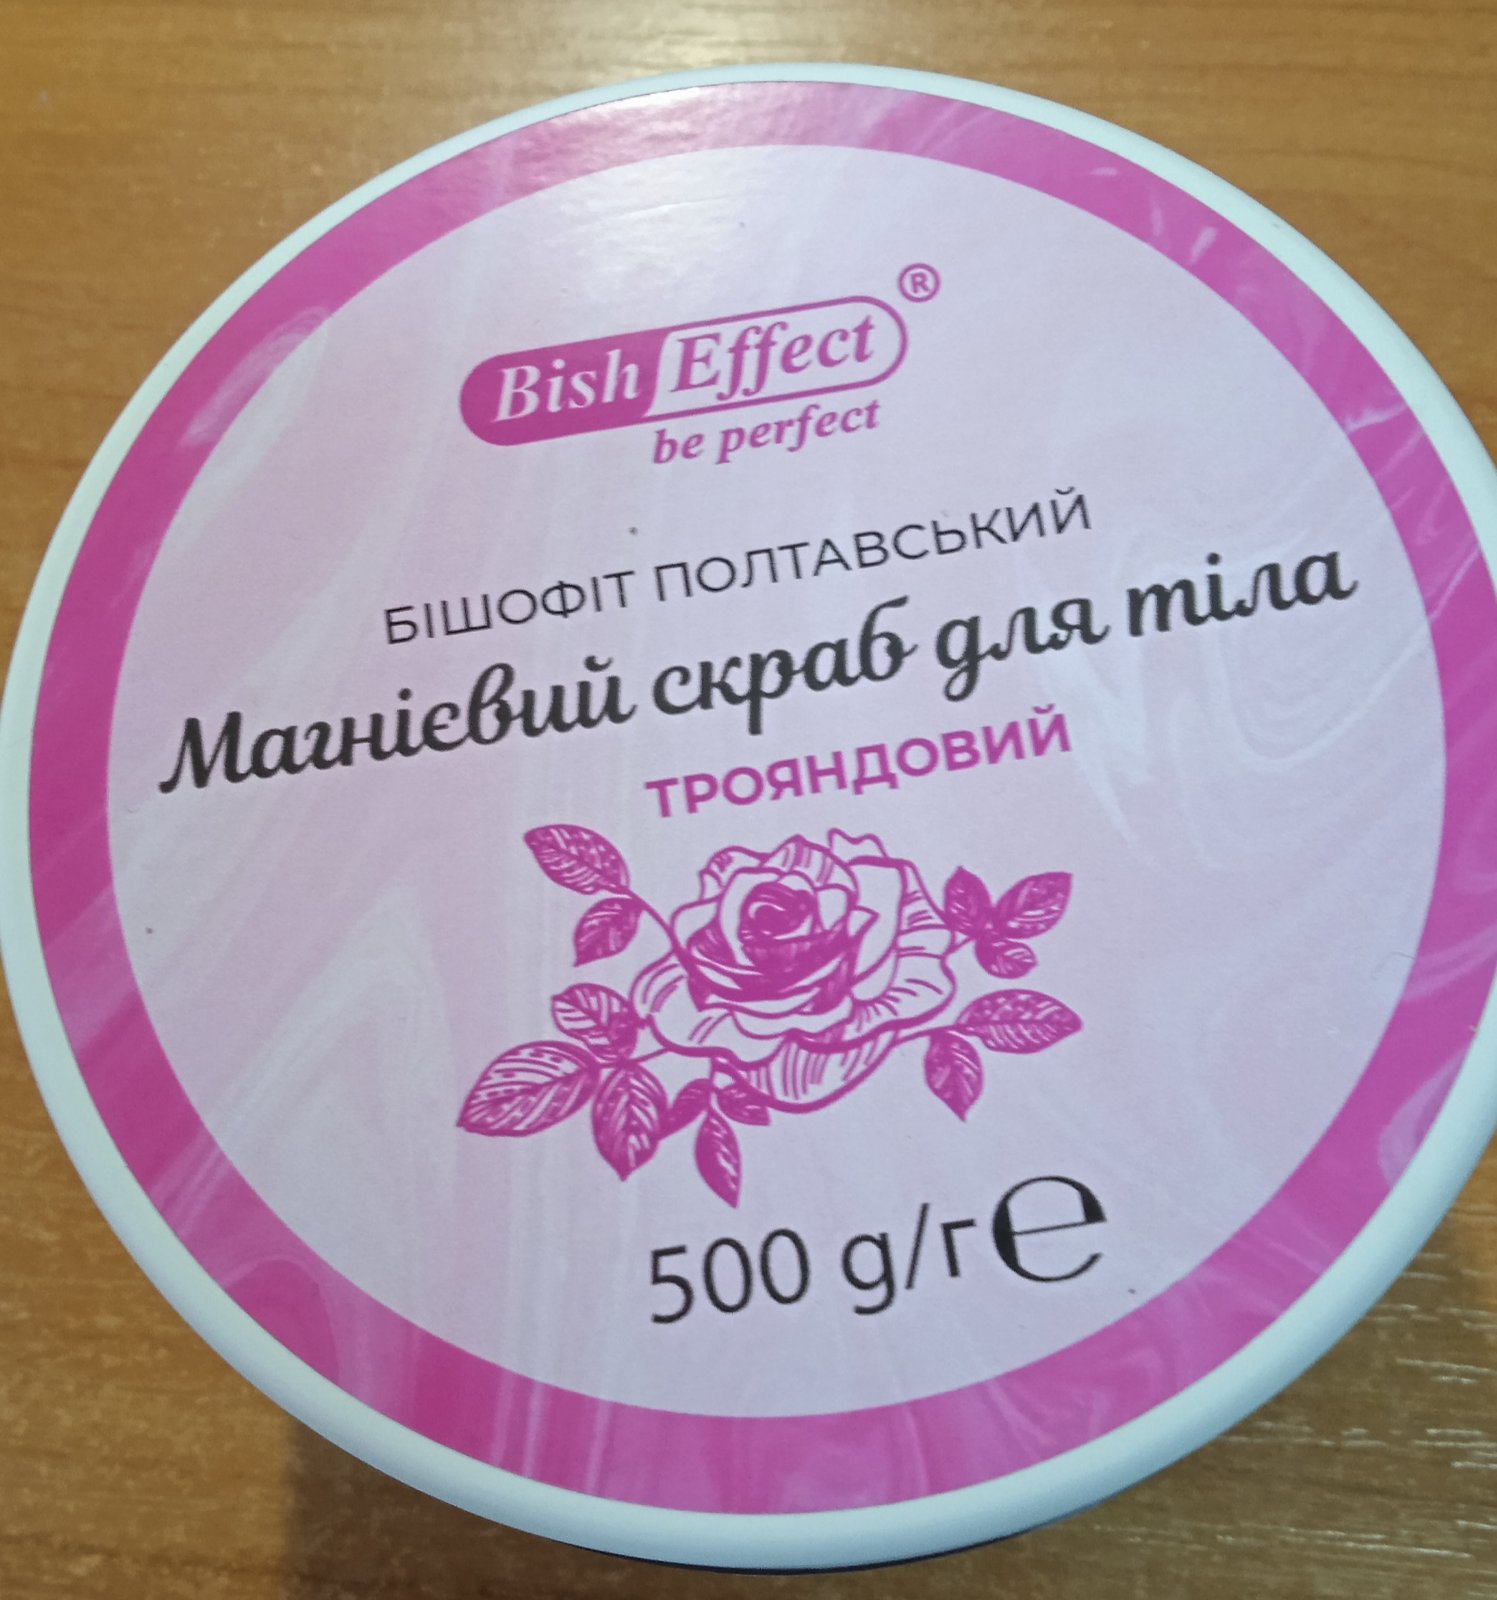 Bish Effect ®
be perfect
БІШОФІТ ПОЛТАВСЬКИЙ
Магнієвий скраб для тіла
ТРОЯНДОВИЙ
500 g/г ℮